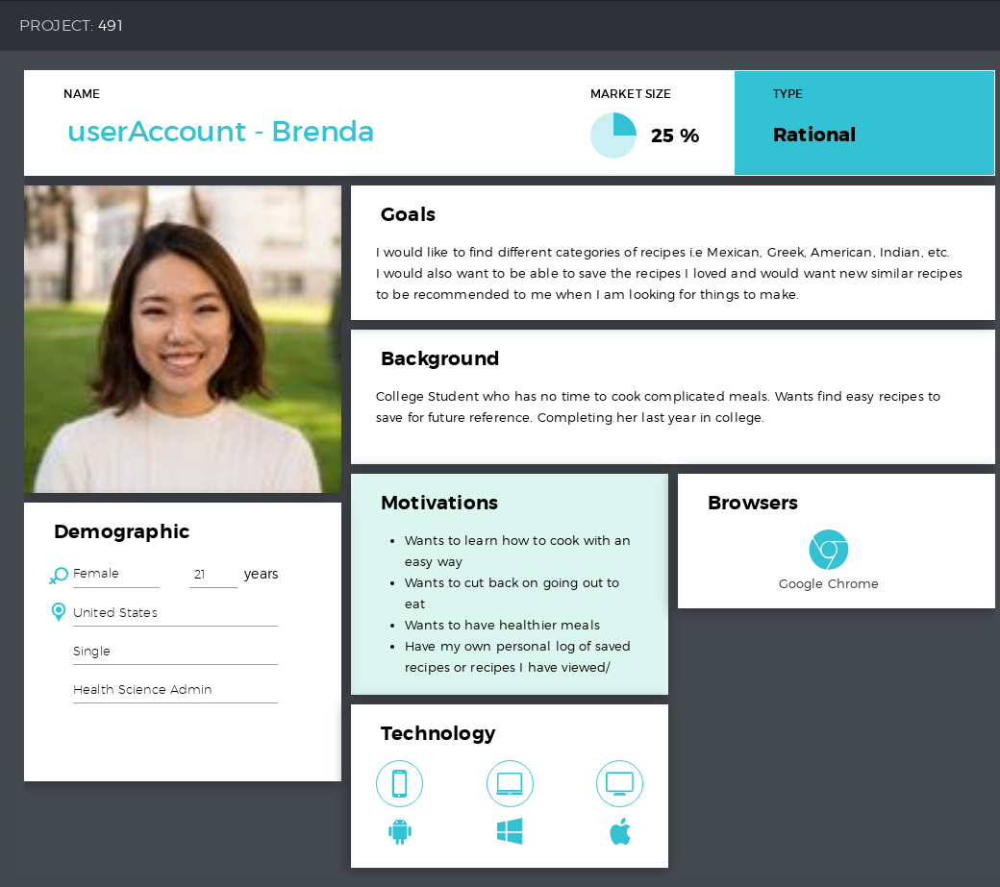 PROJECT: 491
NAME
userAccount - Brenda
MARKET SIZE
25 %
TYPE
Rational
Goals
I would like to find different categories of recipes i.e Mexican, Greek, American, Indian, etc.
I would also want to be able to save the recipes I loved and would want new similar recipes
to be recommended to me when I am looking for things to make.
Background
College Student who has no time to cook complicated meals. Wants find easy recipes to
save for future reference. Completing her last year in college.
Demographic
Female 21 years
United States
Single
Health Science Admin
Motivations
• Wants to learn how to cook with an
easy way
• Wants to cut back on going out to
eat
• Wants to have healthier meals
• Have my own personal log of saved
recipes or recipes I have viewed/
Browsers
Google Chrome
Technology